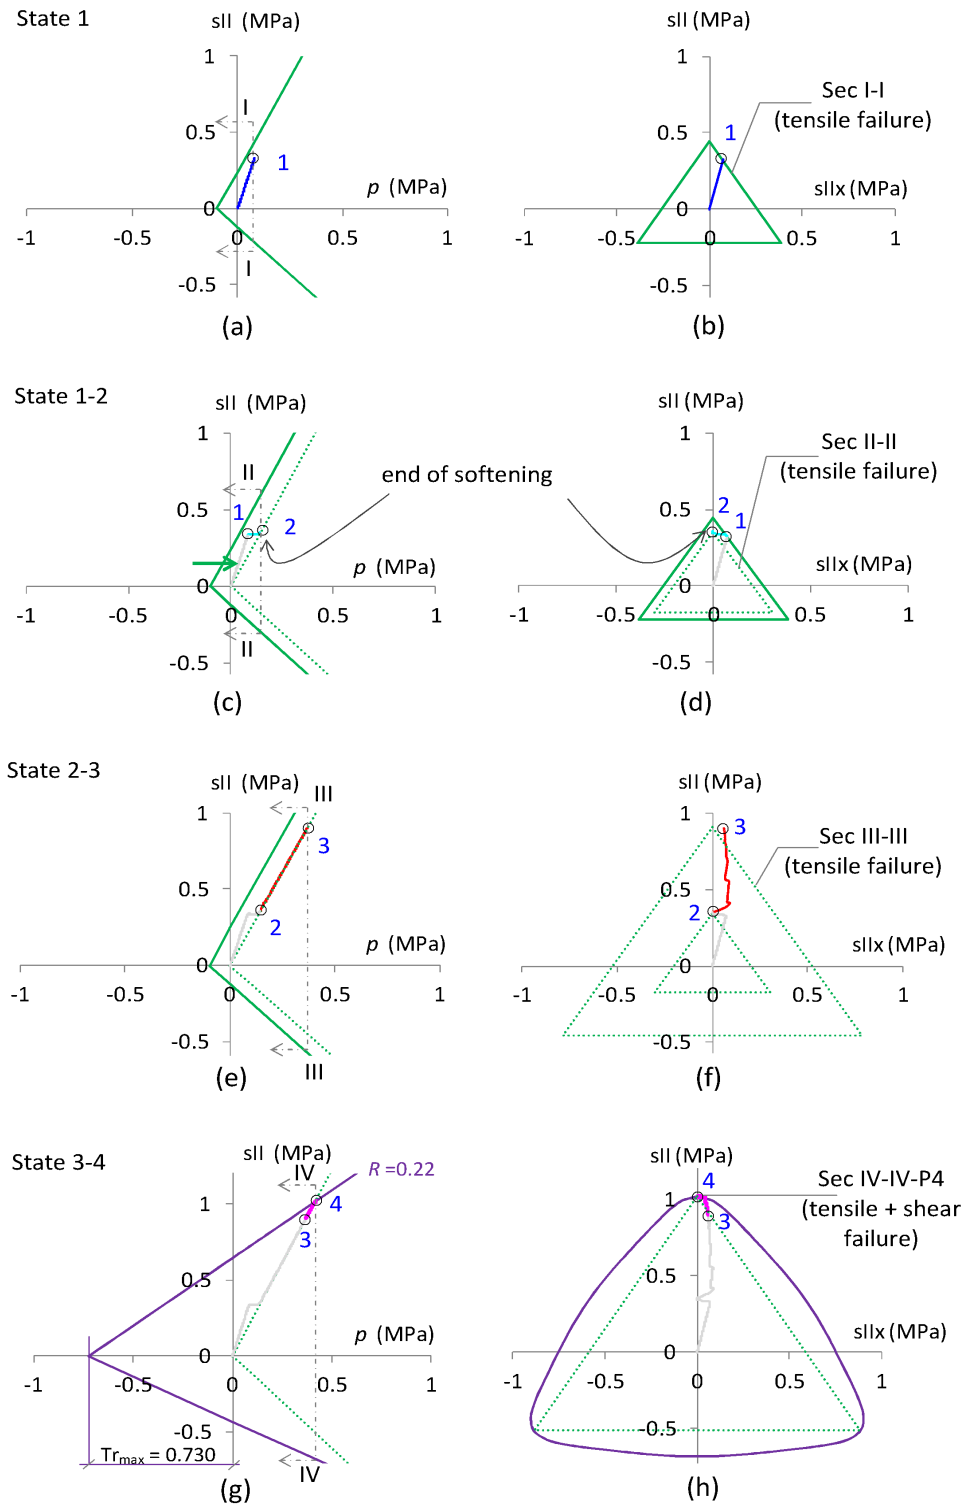 State 1
sII (MPa)
sII (MPa)
1
1
Sec I-I
(tensile failure)
I
0.5
0.5
1
1
p (MPa)
sIIx (MPa)
0
0
-1
-0.5
0
0.5
1
-1
-0.5
0
0.5
1
I
-0.5
-0.5
(a)
(b)
State 1-2
sII (MPa)
sII (MPa)
1
1
Sec II-II
(tensile failure)
II
end of softening
0.5
0.5
1
2
2
1
p (MPa)
sIIx (MPa)
0
0
-1
-0.5
0
0.5
1
-1
-0.5
0
0.5
1
II
-0.5
-0.5
(c)
(d)
State 2-3
sII (MPa)
sII (MPa)
III
1
1
3
3
Sec III-III
(tensile failure)
0.5
0.5
2
2
p (MPa)
sIIx (MPa)
0
0
-1
-0.5
0
0.5
1
-1
-0.5
0
0.5
1
-0.5
-0.5
III
(e)
(f)
State 3-4
sII (MPa)
sII (MPa)
IV
R =0.22
4
Sec IV-IV-P4
(tensile + shear
failure)
1
1
4
3
3
0.5
0.5
p (MPa)
sIIx (MPa)
0
0
-1
-0.5
0
0.5
1
-1
-0.5
0
0.5
1
-0.5
-0.5
Trmax = 0.730
IV
(g)
(h)